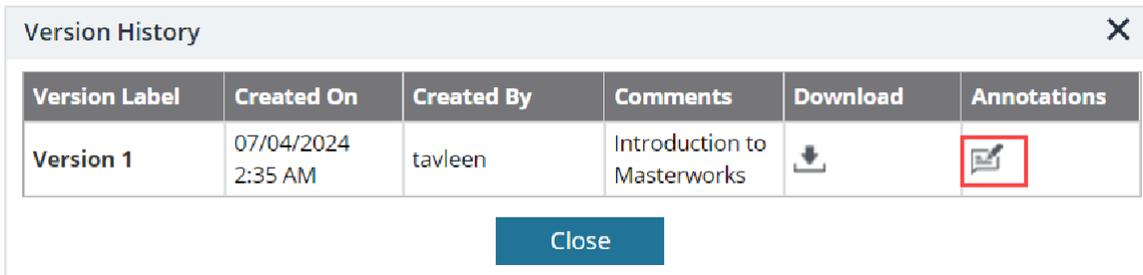 Version History
Version Label Created On Created By Comments Download Annotations
Version 1 07/04/2024 2:35 AM tavleen Introduction to Masterworks
Close